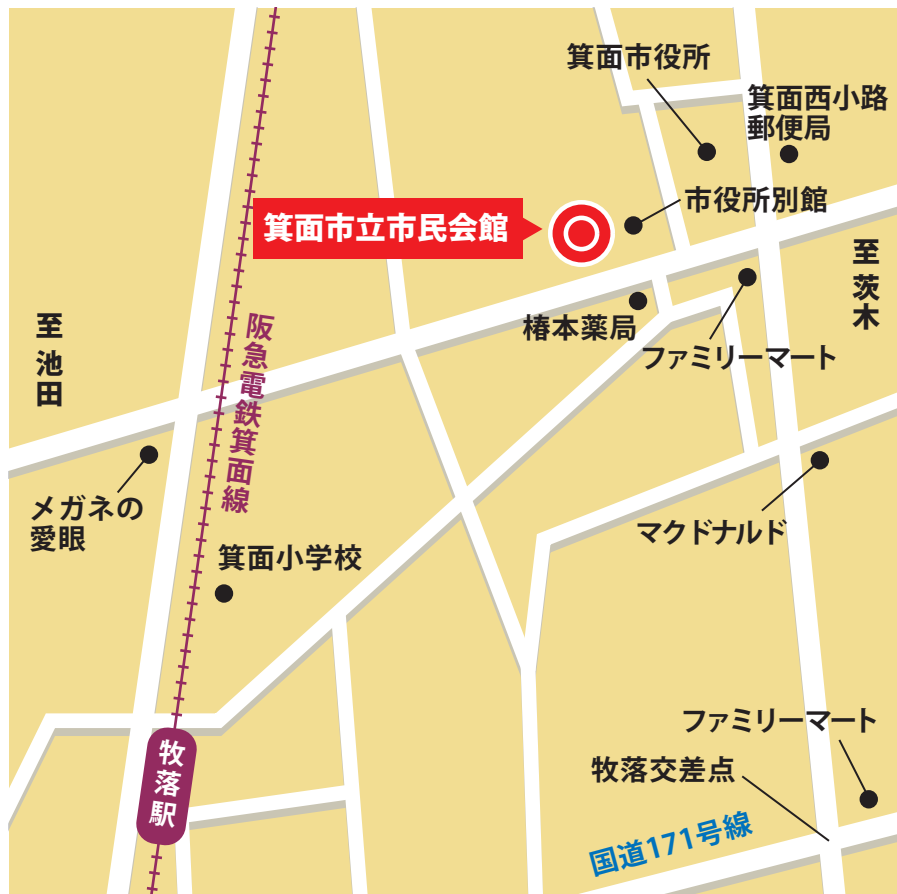 箕面市役所
箕面西小路
郵便局
市役所別館
箕面市立市民会館
至茨木
椿本薬局
ファミリーマート
至池田
阪急電鉄箕面線
メガネの
愛眼
マクドナルド
箕面小学校
ファミリーマート
牧落交差点
牧落駅
国道171号線